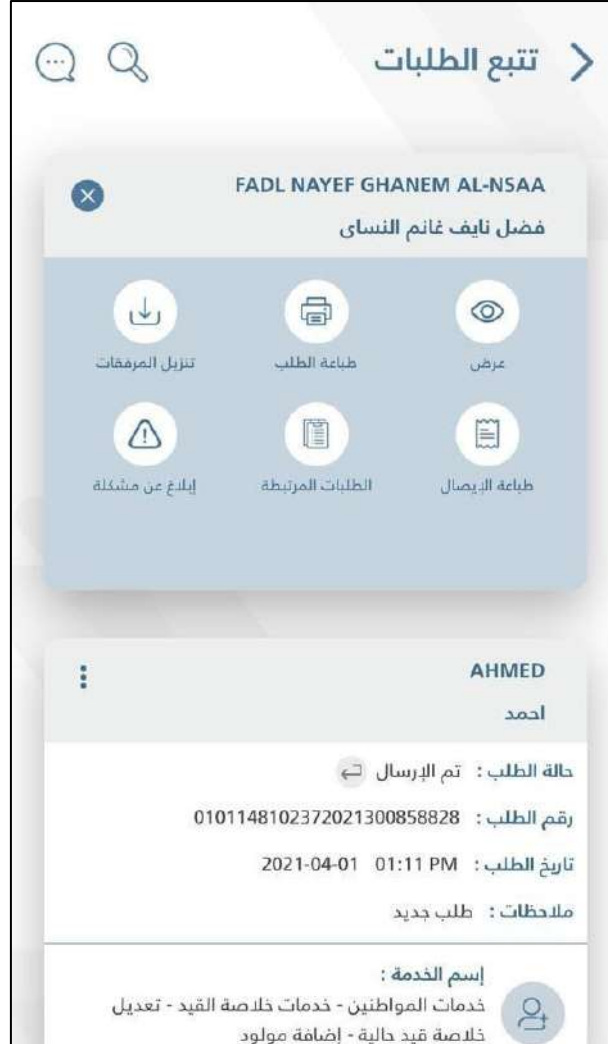 تتبع الطلبات
FADL NAYEF GHANEM AL-NSAA
فضل نايف غانم النساى
عرض
طباعة الطلب
تنزيل المرفقات
طباعة الإيصال
الطلبات المرتبطة
إبلاغ عن مشكلة
AHMED
احمد
حالة الطلب : تم الإرسال
رقم الطلب : 0101148102372021300858828
تاريخ الطلب : 2021-04-01 01:11 PM
ملاحظات : طلب جديد
إسم الخدمة :
خدمات المواطنين - خدمات خلاصة القيد - تعديل
خلاصة قيد حالية - إضافة مولود